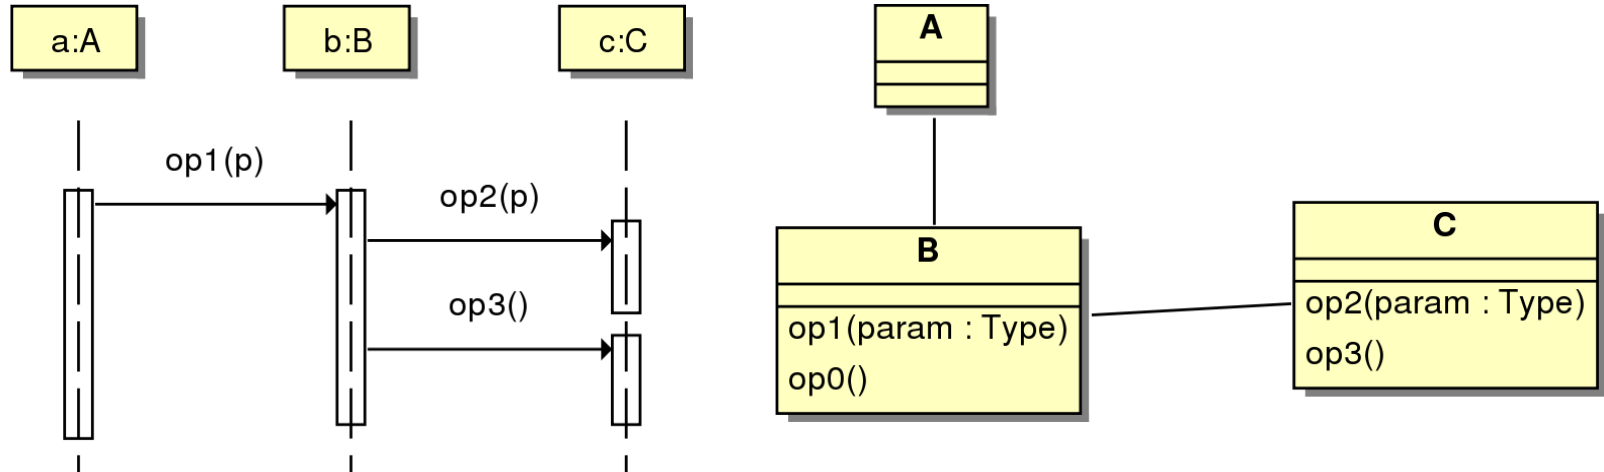 a:A
b:B
c:C
op1(p)
op2(p)
op3()
A
B
op1(param : Type)
op0()
C
op2(param : Type)
op3()